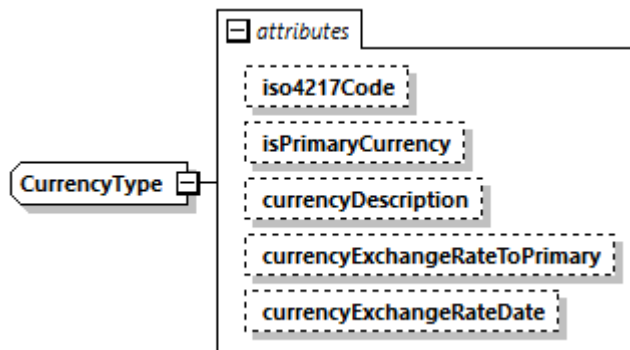 attributes
iso4217Code
isPrimaryCurrency
CurrencyType
currencyDescription
currencyExchangeRateToPrimary
currencyExchangeRateDate